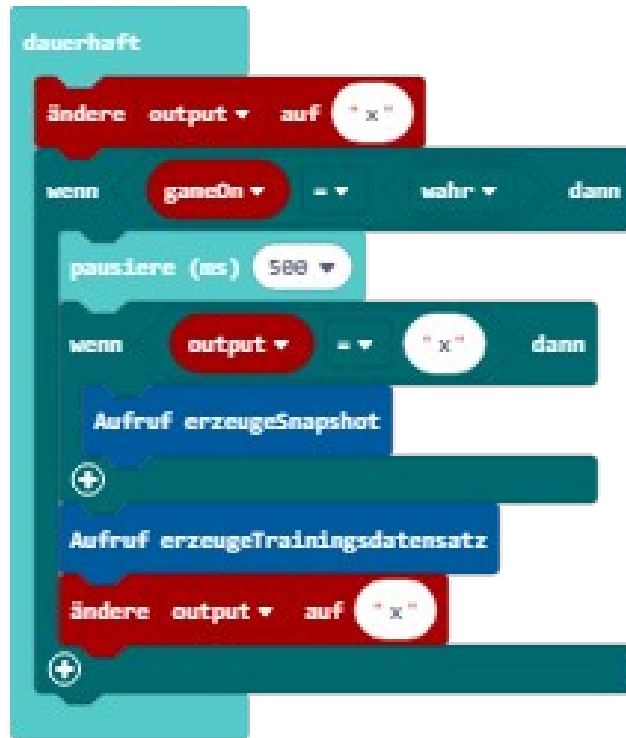 dauerhaft
ändere output auf "x"
wenn gameOn = wahr dann
pausiere (ms) 500
wenn output = "x" dann
Aufruf erzeugeSnapshot
Aufruf erzeugeTrainingsdatensatz
ändere output auf "x"